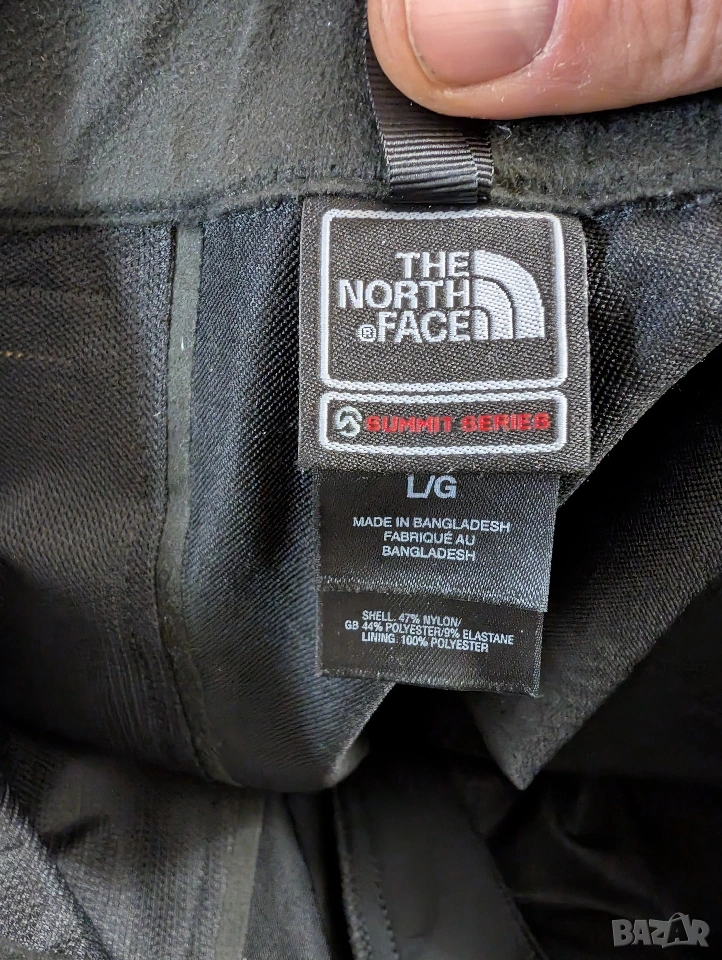 THE
NORTH
® FACE
SUMMIT SERIES
L/G
MADE IN BANGLADESH
FABRIQUÉ AU
BANGLADESH
SHELL: 47% NYLON/
GB 44% POLYESTER/9% ELASTANE
LINING: 100% POLYESTER
BAZAR